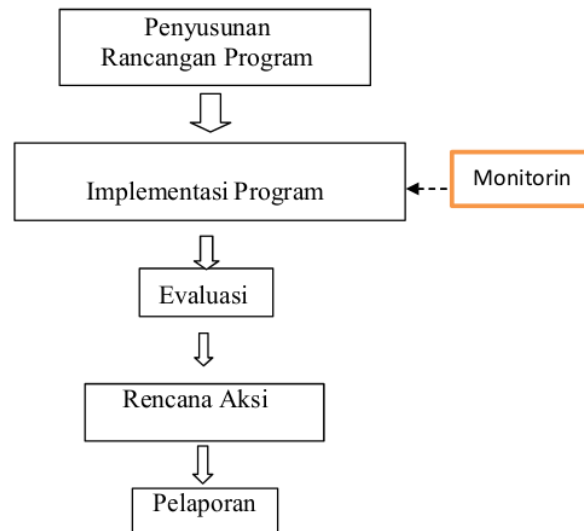 Penyusunan
Rancangan Program
Implementasi Program
Monitorin
Evaluasi
Rencana Aksi
Pelaporan